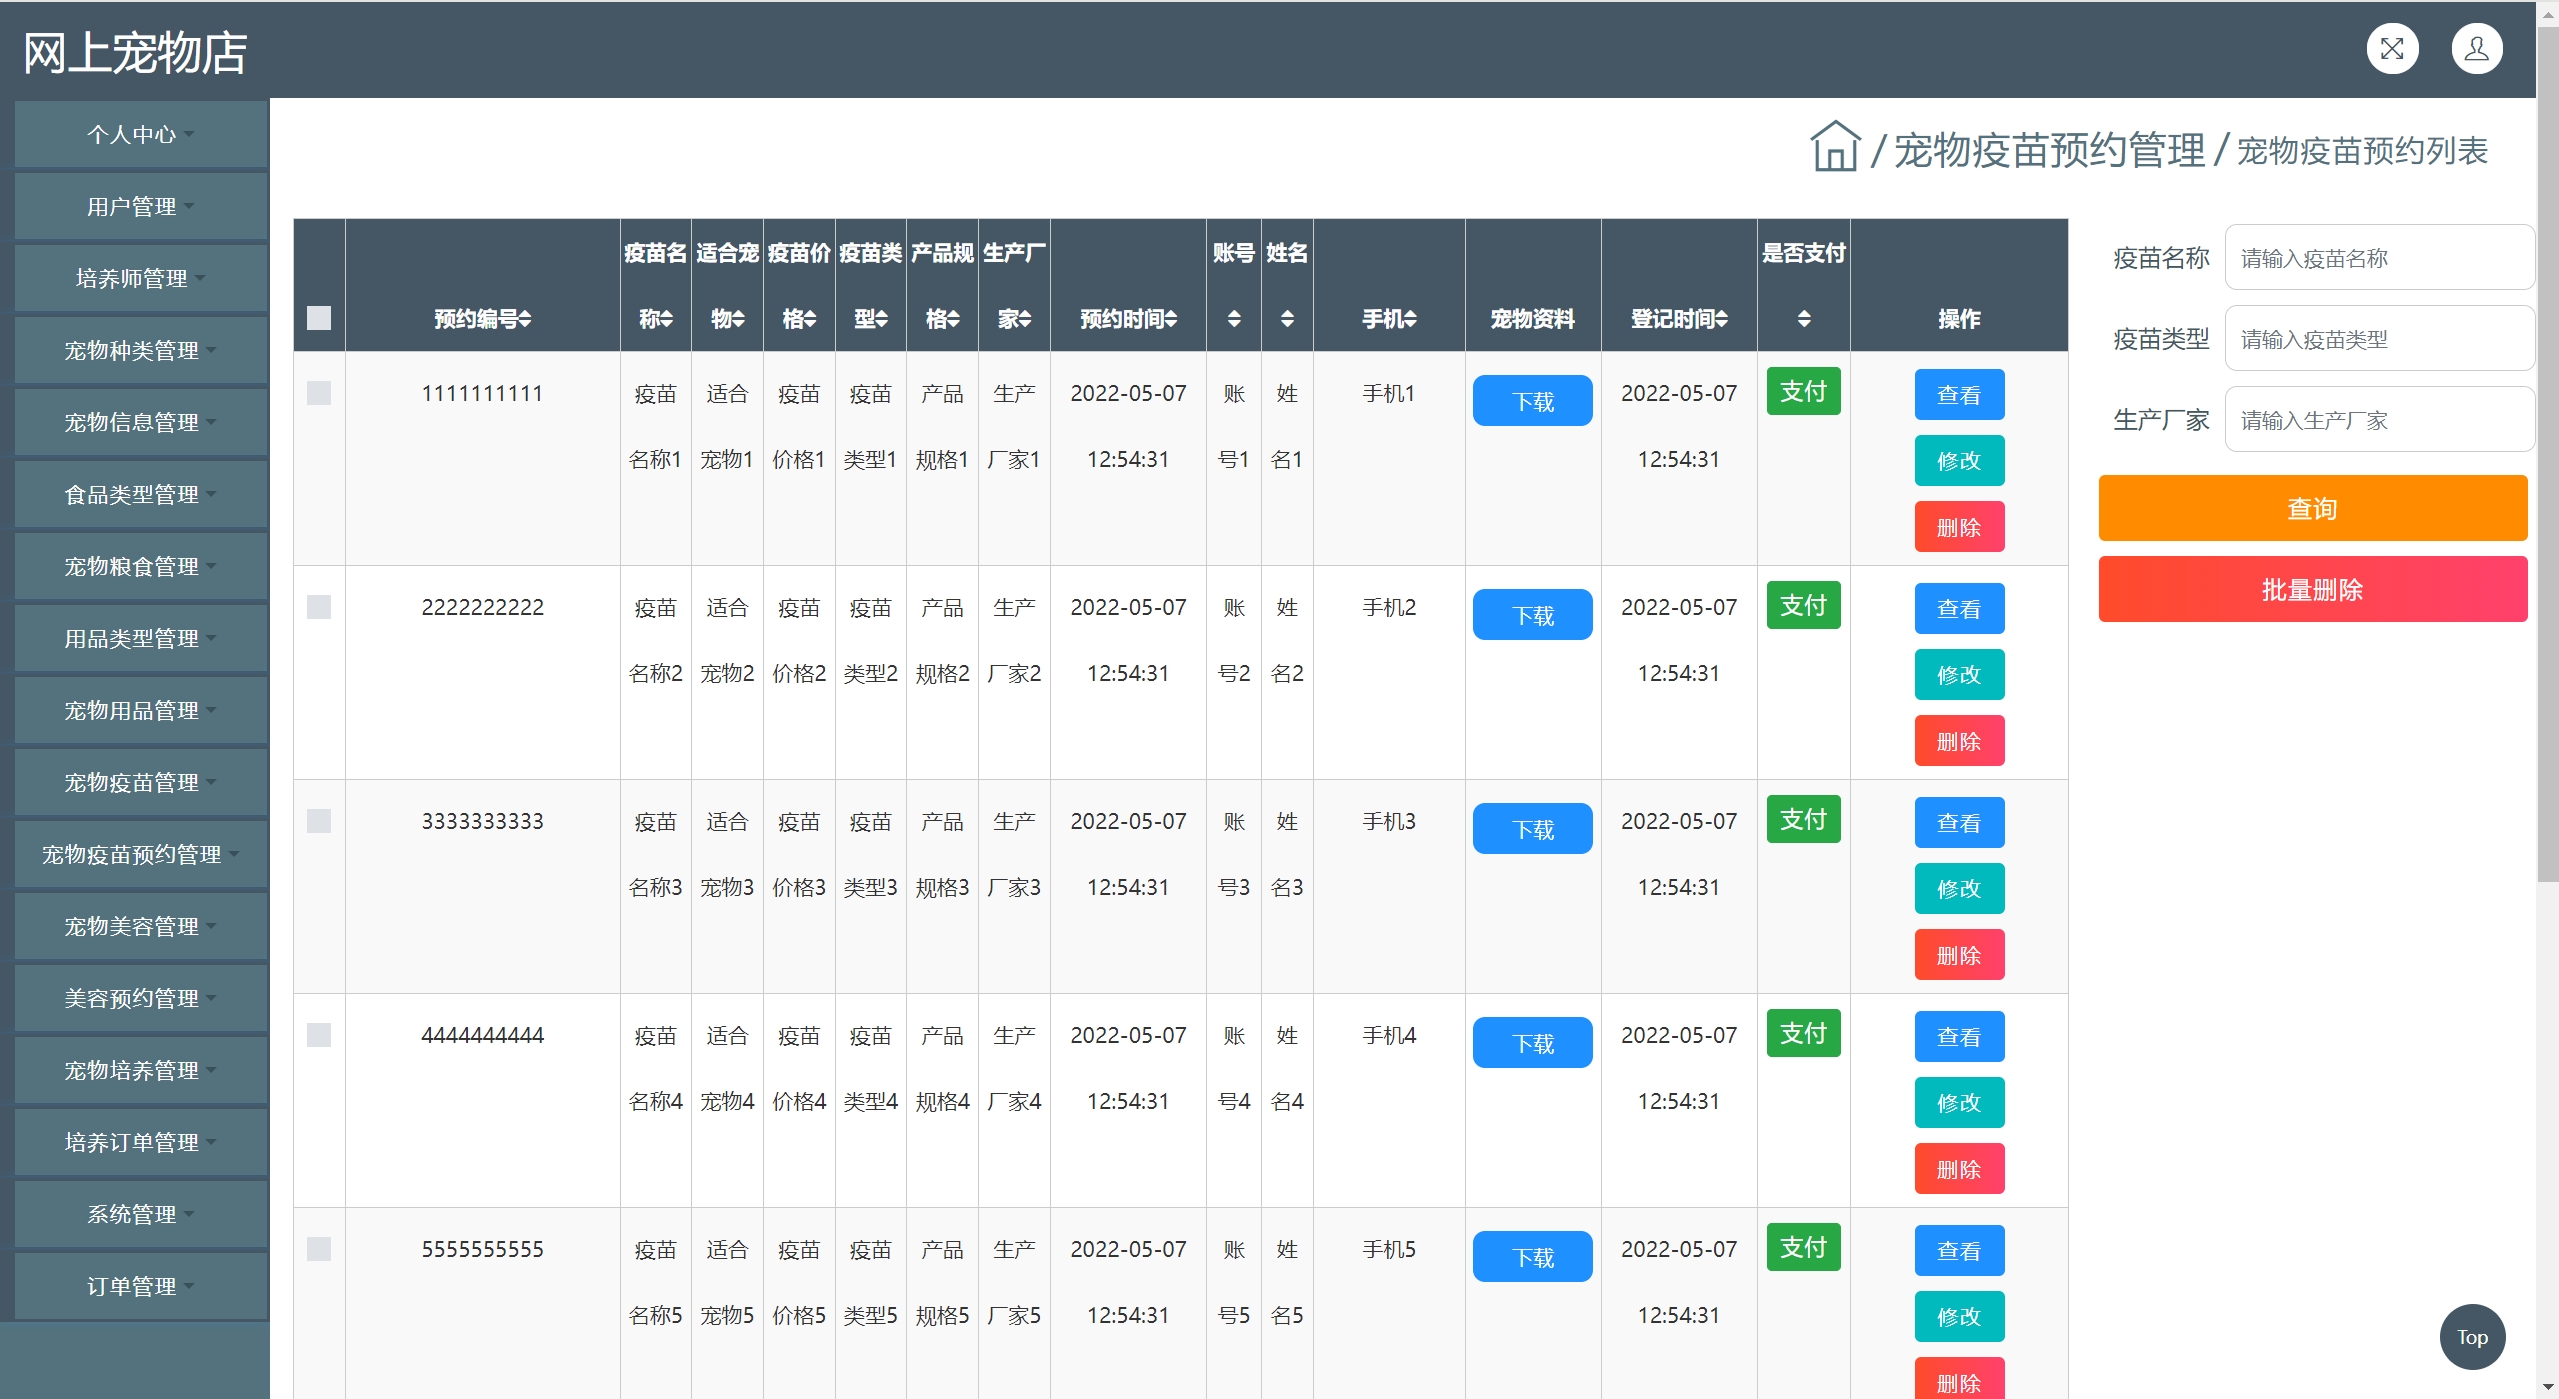 网上宠物店
个人中心
用户管理
培养师管理
宠物种类管理
宠物信息管理
食品类型管理
宠物粮食管理
用品类型管理
宠物用品管理
宠物疫苗管理
宠物疫苗预约管理
宠物美容管理
美容预约管理
宠物培养管理
培养订单管理
系统管理
订单管理
/ 宠物疫苗预约管理 / 宠物疫苗预约列表
预约编号 疫苗名称 适合宠物 疫苗价格 疫苗类型 产品规格 生产厂家 预约时间 账号 姓名 手机 宠物资料 登记时间 是否支付 操作
1111111111 疫苗名称1 适合宠物1 疫苗价格1 疫苗类型1 产品规格1 生产厂家1 2022-05-07 12:54:31 账号1 姓名1 手机1 下载 2022-05-07 12:54:31 支付 查看 修改 删除
2222222222 疫苗名称2 适合宠物2 疫苗价格2 疫苗类型2 产品规格2 生产厂家2 2022-05-07 12:54:31 账号2 姓名2 手机2 下载 2022-05-07 12:54:31 支付 查看 修改 删除
3333333333 疫苗名称3 适合宠物3 疫苗价格3 疫苗类型3 产品规格3 生产厂家3 2022-05-07 12:54:31 账号3 姓名3 手机3 下载 2022-05-07 12:54:31 支付 查看 修改 删除
4444444444 疫苗名称4 适合宠物4 疫苗价格4 疫苗类型4 产品规格4 生产厂家4 2022-05-07 12:54:31 账号4 姓名4 手机4 下载 2022-05-07 12:54:31 支付 查看 修改 删除
5555555555 疫苗名称5 适合宠物5 疫苗价格5 疫苗类型5 产品规格5 生产厂家5 2022-05-07 12:54:31 账号5 姓名5 手机5 下载 2022-05-07 12:54:31 支付 查看 修改 删除
疫苗名称 请输入疫苗名称
疫苗类型 请输入疫苗类型
生产厂家 请输入生产厂家
查询
批量删除
Top